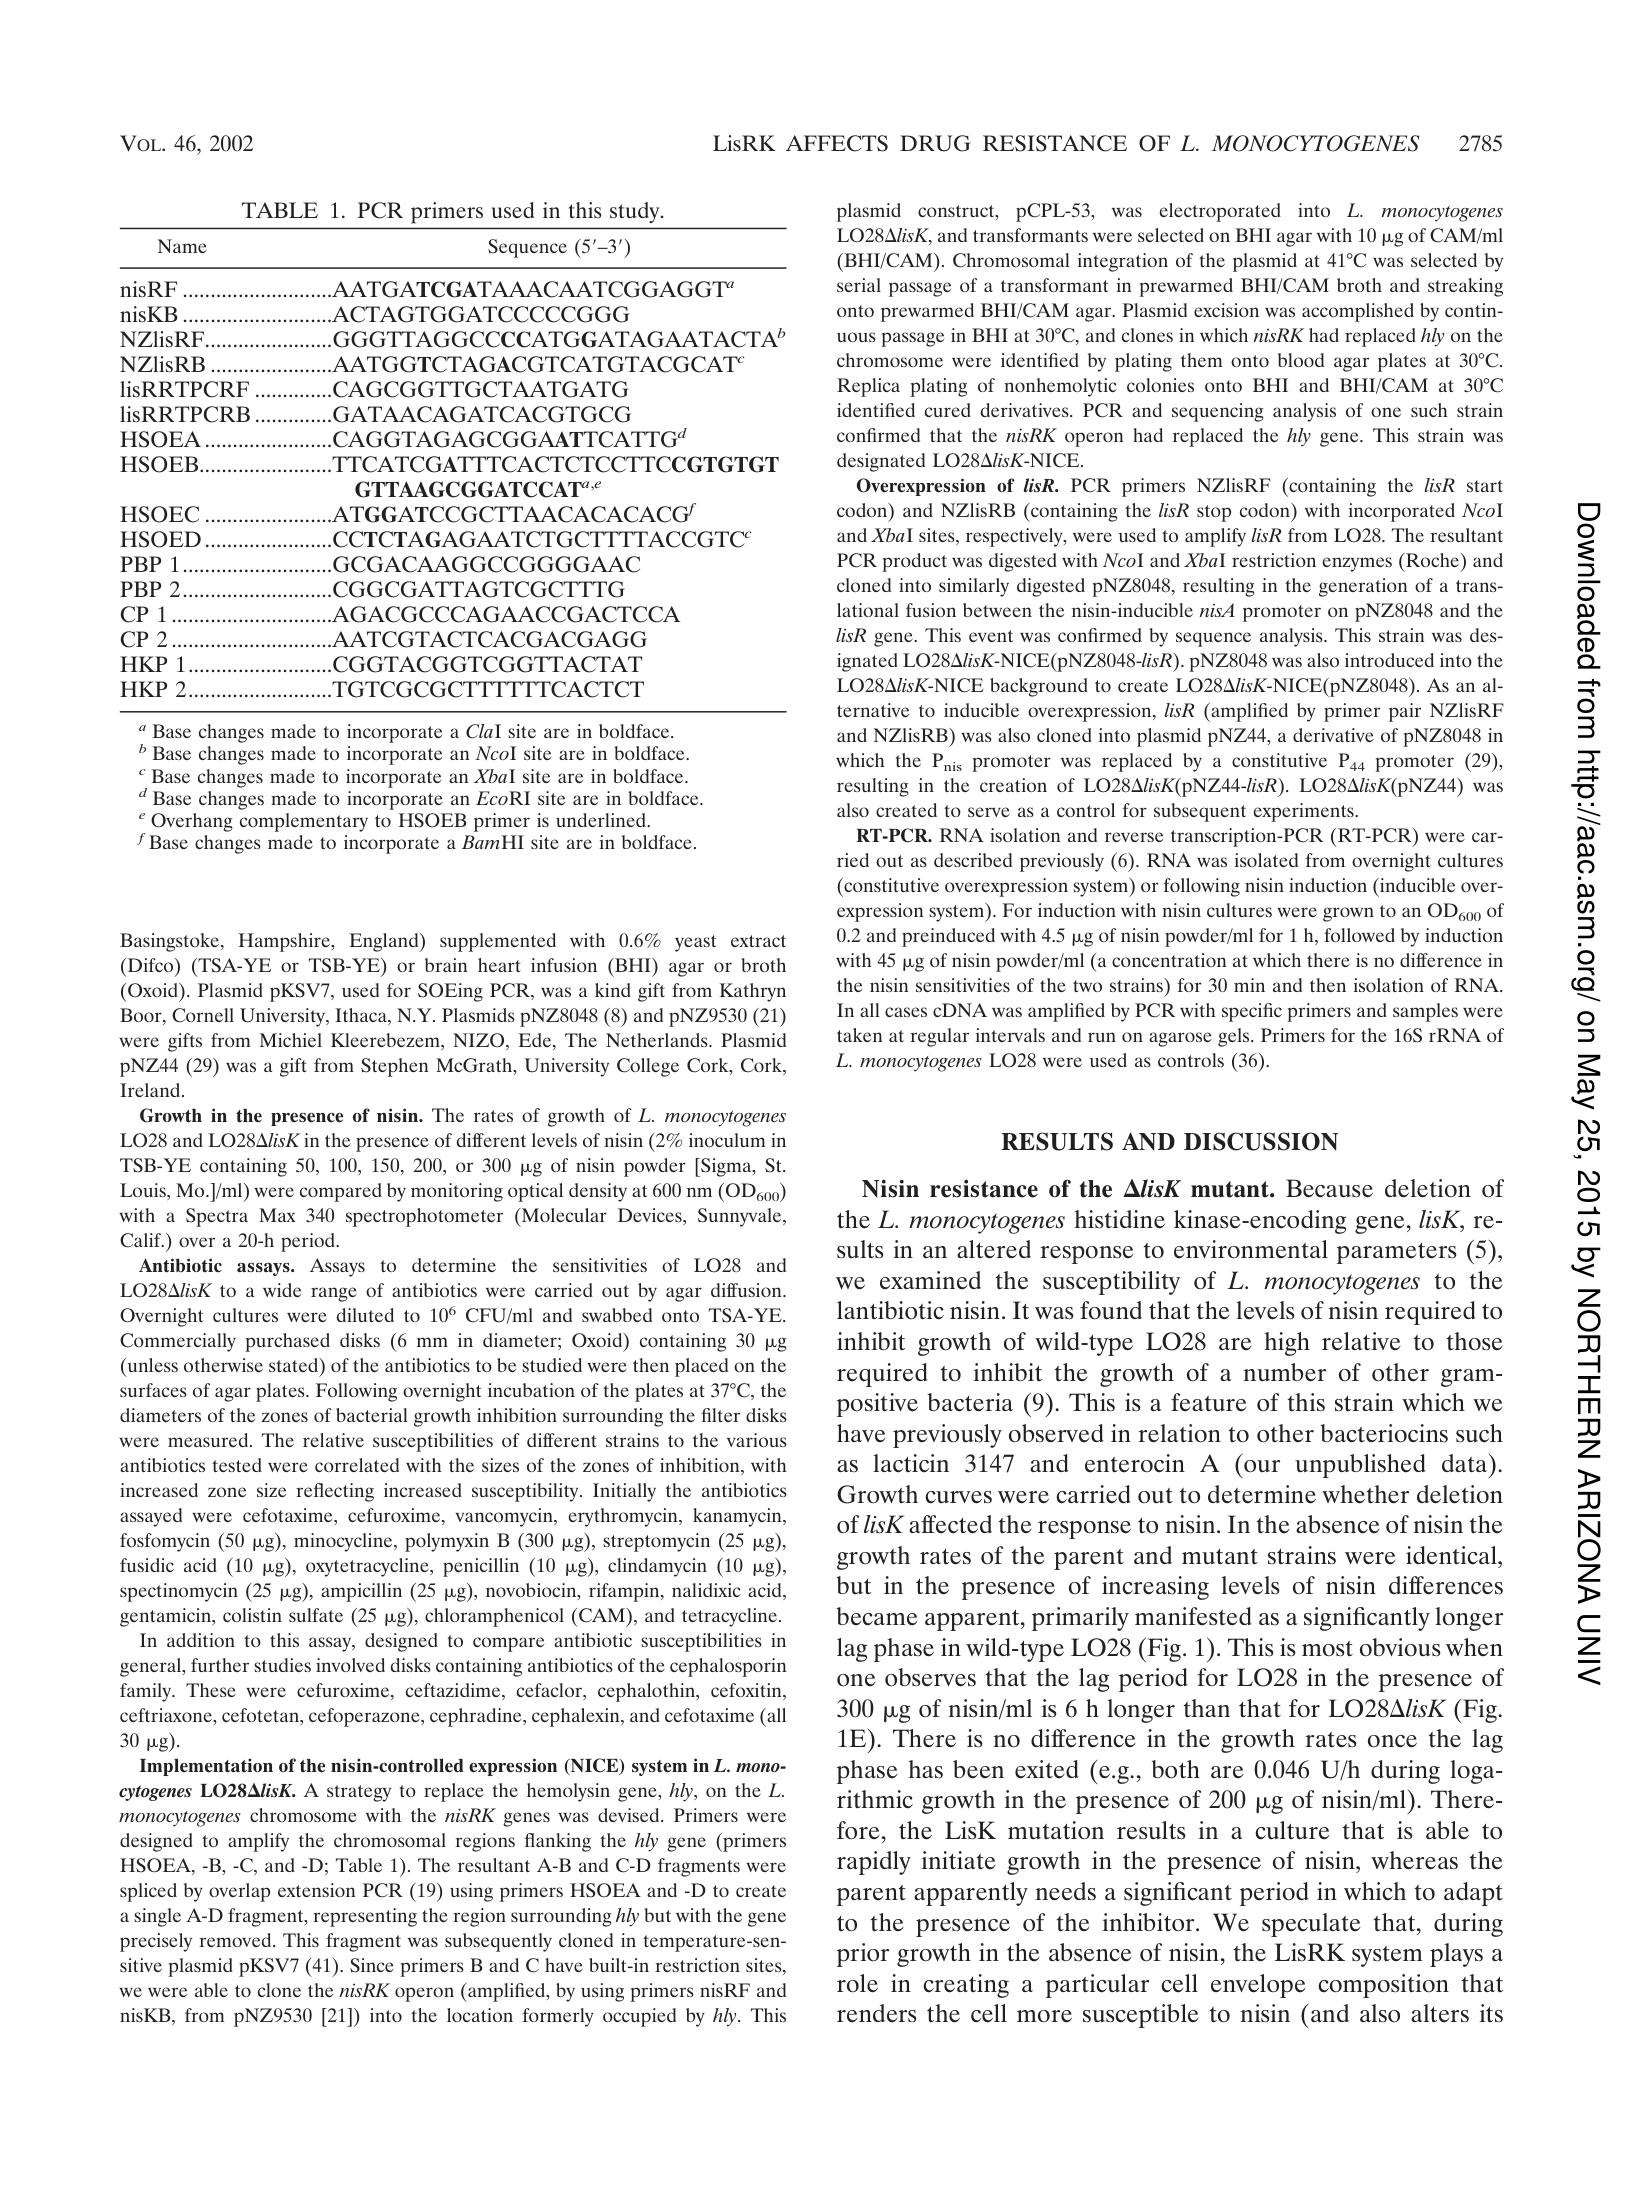 VOL. 46, 2002
LisRK AFFECTS DRUG RESISTANCE OF L. MONOCYTOGENES 2785
TABLE 1. PCR primers used in this study.
Name Sequence (5′–3′)
nisRF ...........................AATGATCGATAAACAATCGGAGGTa
nisKB ...........................ACTAGTGGATCCCCCGGG
NZlisRF.......................GGGTTAGGCCCCATGGATAGAATACTAb
NZlisRB ......................AATGGTCTAGACGTCATGTACGCATc
lisRRTPCRF ..............CAGCGGTTGCTAATGATG
lisRRTPCRB ..............GATAACAGATCACGTGCG
HSOEA .......................CAGGTAGAGCGGAATTCATTGd
HSOEB........................TTCATCGATTTCACTCTCCTTCCGTGTGT
GTTAAGCGGATCCATa,e
HSOEC .......................ATGGATCCGCTTAACACACACGf
HSOED .......................CCTCTAGAGAATCTGCTTTTACCGTCc
PBP 1...........................GCGACAAGGCCGGGGAAC
PBP 2...........................CGGCGATTAGTCGCTTTG
CP 1 .............................AGACGCCCAGAACCGACTCCA
CP 2 .............................AATCGTACTCACGACGAGG
HKP 1..........................CGGTACGGTCGGTTACTAT
HKP 2..........................TGTCGCGCTTTTTTCACTCT
a Base changes made to incorporate a ClaI site are in boldface.
b Base changes made to incorporate an NcoI site are in boldface.
c Base changes made to incorporate an XbaI site are in boldface.
d Base changes made to incorporate an EcoRI site are in boldface.
e Overhang complementary to HSOEB primer is underlined.
f Base changes made to incorporate a BamHI site are in boldface.
Basingstoke, Hampshire, England) supplemented with 0.6% yeast extract
(Difco) (TSA-YE or TSB-YE) or brain heart infusion (BHI) agar or broth
(Oxoid). Plasmid pKSV7, used for SOEing PCR, was a kind gift from Kathryn
Boor, Cornell University, Ithaca, N.Y. Plasmids pNZ8048 (8) and pNZ9530 (21)
were gifts from Michiel Kleerebezem, NIZO, Ede, The Netherlands. Plasmid
pNZ44 (29) was a gift from Stephen McGrath, University College Cork, Cork,
Ireland.
Growth in the presence of nisin. The rates of growth of L. monocytogenes
LO28 and LO28ΔlisK in the presence of different levels of nisin (2% inoculum in
TSB-YE containing 50, 100, 150, 200, or 300 μg of nisin powder [Sigma, St.
Louis, Mo.]/ml) were compared by monitoring optical density at 600 nm (OD600)
with a Spectra Max 340 spectrophotometer (Molecular Devices, Sunnyvale,
Calif.) over a 20-h period.
Antibiotic assays. Assays to determine the sensitivities of LO28 and
LO28ΔlisK to a wide range of antibiotics were carried out by agar diffusion.
Overnight cultures were diluted to 10⁶ CFU/ml and swabbed onto TSA-YE.
Commercially purchased disks (6 mm in diameter; Oxoid) containing 30 μg
(unless otherwise stated) of the antibiotics to be studied were then placed on the
surfaces of agar plates. Following overnight incubation of the plates at 37°C, the
diameters of the zones of bacterial growth inhibition surrounding the filter disks
were measured. The relative susceptibilities of different strains to the various
antibiotics tested were correlated with the sizes of the zones of inhibition, with
increased zone size reflecting increased susceptibility. Initially the antibiotics
assayed were cefotaxime, cefuroxime, vancomycin, erythromycin, kanamycin,
fosfomycin (50 μg), minocycline, polymyxin B (300 μg), streptomycin (25 μg),
fusidic acid (10 μg), oxytetracycline, penicillin (10 μg), clindamycin (10 μg),
spectinomycin (25 μg), ampicillin (25 μg), novobiocin, rifampin, nalidixic acid,
gentamicin, colistin sulfate (25 μg), chloramphenicol (CAM), and tetracycline.
In addition to this assay, designed to compare antibiotic susceptibilities in
general, further studies involved disks containing antibiotics of the cephalosporin
family. These were cefuroxime, ceftazidime, cefaclor, cephalothin, cefoxitin,
ceftriaxone, cefotetan, cefoperazone, cephradine, cephalexin, and cefotaxime (all
30 μg).
Implementation of the nisin-controlled expression (NICE) system in L. mono-
cytogenes LO28ΔlisK. A strategy to replace the hemolysin gene, hly, on the L.
monocytogenes chromosome with the nisRK genes was devised. Primers were
designed to amplify the chromosomal regions flanking the hly gene (primers
HSOEA, -B, -C, and -D; Table 1). The resultant A-B and C-D fragments were
spliced by overlap extension PCR (19) using primers HSOEA and -D to create
a single A-D fragment, representing the region surrounding hly but with the gene
precisely removed. This fragment was subsequently cloned in temperature-sen-
sitive plasmid pKSV7 (41). Since primers B and C have built-in restriction sites,
we were able to clone the nisRK operon (amplified, by using primers nisRF and
nisKB, from pNZ9530 [21]) into the location formerly occupied by hly. This
plasmid construct, pCPL-53, was electroporated into L. monocytogenes
LO28ΔlisK, and transformants were selected on BHI agar with 10 μg of CAM/ml
(BHI/CAM). Chromosomal integration of the plasmid at 41°C was selected by
serial passage of a transformant in prewarmed BHI/CAM broth and streaking
onto prewarmed BHI/CAM agar. Plasmid excision was accomplished by contin-
uous passage in BHI at 30°C, and clones in which nisRK had replaced hly on the
chromosome were identified by plating them onto blood agar plates at 30°C.
Replica plating of nonhemolytic colonies onto BHI and BHI/CAM at 30°C
identified cured derivatives. PCR and sequencing analysis of one such strain
confirmed that the nisRK operon had replaced the hly gene. This strain was
designated LO28ΔlisK-NICE.
Overexpression of lisR. PCR primers NZlisRF (containing the lisR start
codon) and NZlisRB (containing the lisR stop codon) with incorporated NcoI
and XbaI sites, respectively, were used to amplify lisR from LO28. The resultant
PCR product was digested with NcoI and XbaI restriction enzymes (Roche) and
cloned into similarly digested pNZ8048, resulting in the generation of a trans-
lational fusion between the nisin-inducible nisA promoter on pNZ8048 and the
lisR gene. This event was confirmed by sequence analysis. This strain was des-
ignated LO28ΔlisK-NICE(pNZ8048-lisR). pNZ8048 was also introduced into the
LO28ΔlisK-NICE background to create LO28ΔlisK-NICE(pNZ8048). As an al-
ternative to inducible overexpression, lisR (amplified by primer pair NZlisRF
and NZlisRB) was also cloned into plasmid pNZ44, a derivative of pNZ8048 in
which the Pnis promoter was replaced by a constitutive P44 promoter (29),
resulting in the creation of LO28ΔlisK(pNZ44-lisR). LO28ΔlisK(pNZ44) was
also created to serve as a control for subsequent experiments.
RT-PCR. RNA isolation and reverse transcription-PCR (RT-PCR) were car-
ried out as described previously (6). RNA was isolated from overnight cultures
(constitutive overexpression system) or following nisin induction (inducible over-
expression system). For induction with nisin cultures were grown to an OD600 of
0.2 and preinduced with 4.5 μg of nisin powder/ml for 1 h, followed by induction
with 45 μg of nisin powder/ml (a concentration at which there is no difference in
the nisin sensitivities of the two strains) for 30 min and then isolation of RNA.
In all cases cDNA was amplified by PCR with specific primers and samples were
taken at regular intervals and run on agarose gels. Primers for the 16S rRNA of
L. monocytogenes LO28 were used as controls (36).
RESULTS AND DISCUSSION
Nisin resistance of the ΔlisK mutant. Because deletion of
the L. monocytogenes histidine kinase-encoding gene, lisK, re-
sults in an altered response to environmental parameters (5),
we examined the susceptibility of L. monocytogenes to the
lantibiotic nisin. It was found that the levels of nisin required to
inhibit growth of wild-type LO28 are high relative to those
required to inhibit the growth of a number of other gram-
positive bacteria (9). This is a feature of this strain which we
have previously observed in relation to other bacteriocins such
as lacticin 3147 and enterocin A (our unpublished data).
Growth curves were carried out to determine whether deletion
of lisK affected the response to nisin. In the absence of nisin the
growth rates of the parent and mutant strains were identical,
but in the presence of increasing levels of nisin differences
became apparent, primarily manifested as a significantly longer
lag phase in wild-type LO28 (Fig. 1). This is most obvious when
one observes that the lag period for LO28 in the presence of
300 μg of nisin/ml is 6 h longer than that for LO28ΔlisK (Fig.
1E). There is no difference in the growth rates once the lag
phase has been exited (e.g., both are 0.046 U/h during loga-
rithmic growth in the presence of 200 μg of nisin/ml). There-
fore, the LisK mutation results in a culture that is able to
rapidly initiate growth in the presence of nisin, whereas the
parent apparently needs a significant period in which to adapt
to the presence of the inhibitor. We speculate that, during
prior growth in the absence of nisin, the LisRK system plays a
role in creating a particular cell envelope composition that
renders the cell more susceptible to nisin (and also alters its
Downloaded from http://aac.asm.org/ on May 25, 2015 by NORTHERN ARIZONA UNIV